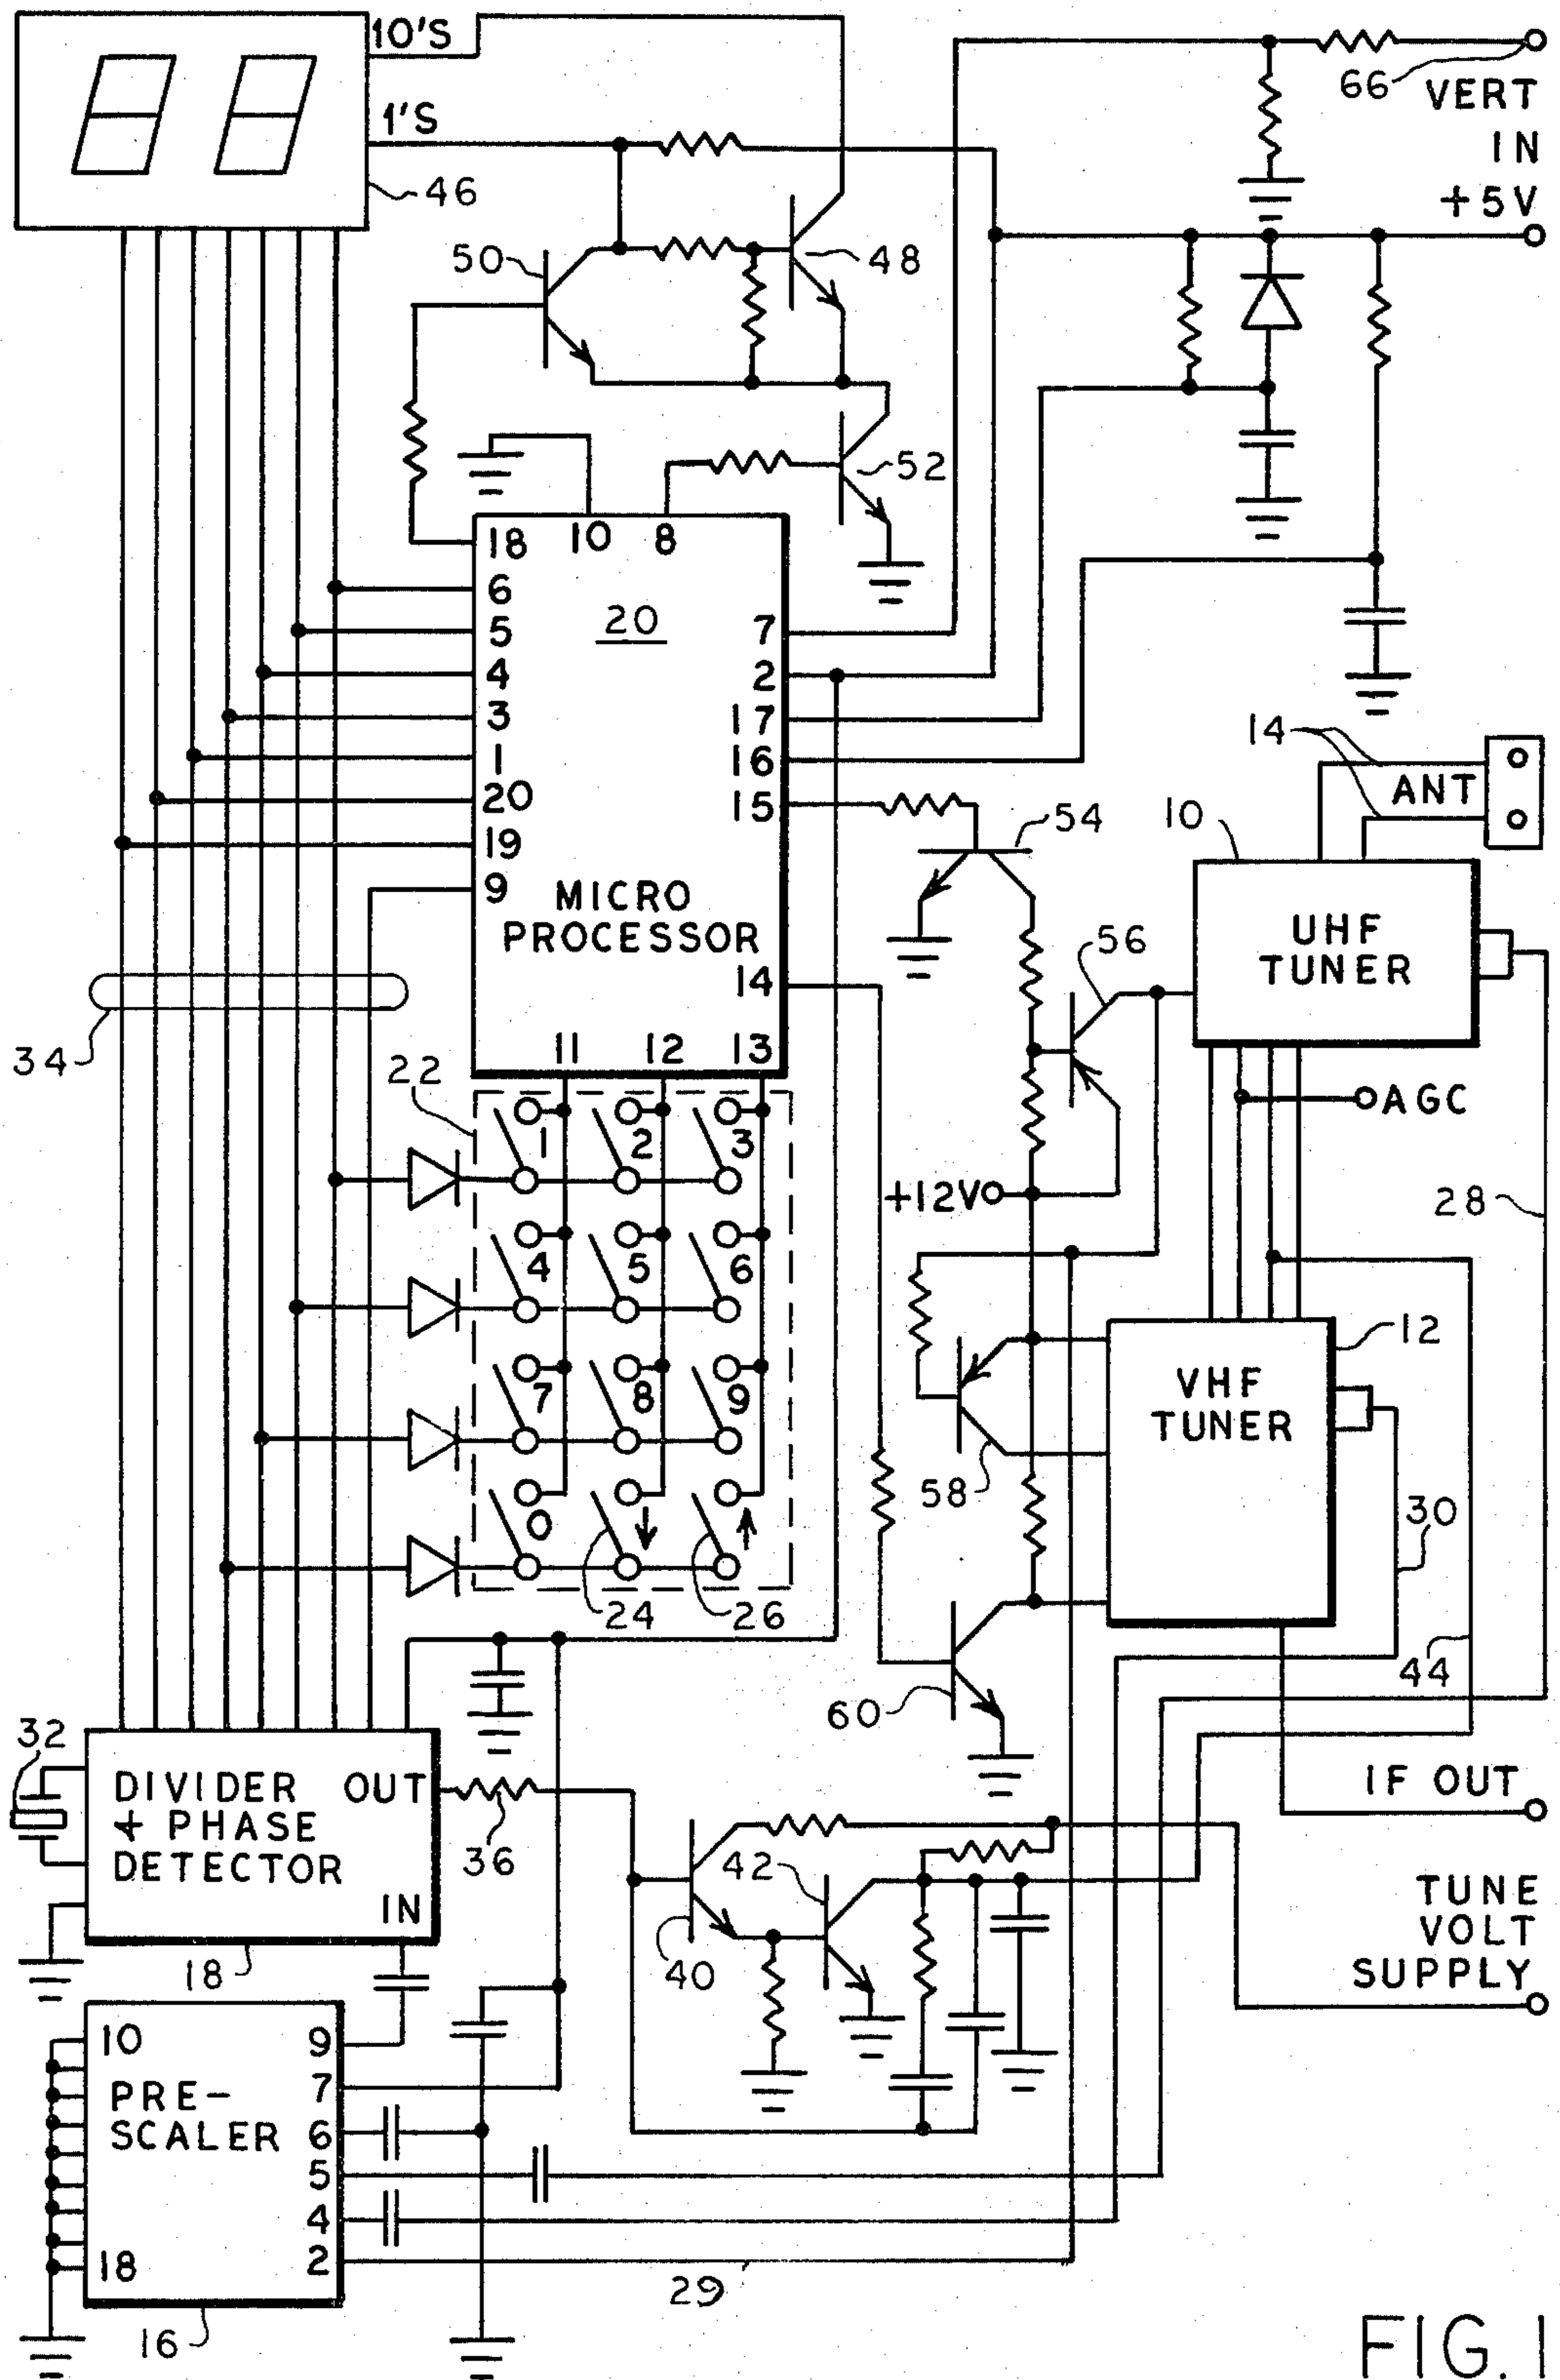 10'S
1'S
46
66
VERT
IN
+5V
50
48
52
18 10 8
6
20
5
7
4
2
3
17
1
16
20
15
19
9
MICRO
PROCESSOR
14
11 12 13
54
14
ANT
10
UHF
TUNER
56
34
22
AGC
1 2 3
+12V
28
4 5 6
12
VHF
TUNER
7 8 9
58
30
0
24 26
44
60
32
DIVIDER OUT
+ PHASE
DETECTOR
IN
36
IF OUT
42
40
TUNE
VOLT
SUPPLY
18
10 9
PRE-
SCALER
7
6
5
4
18 2
29
16
FIG. 1